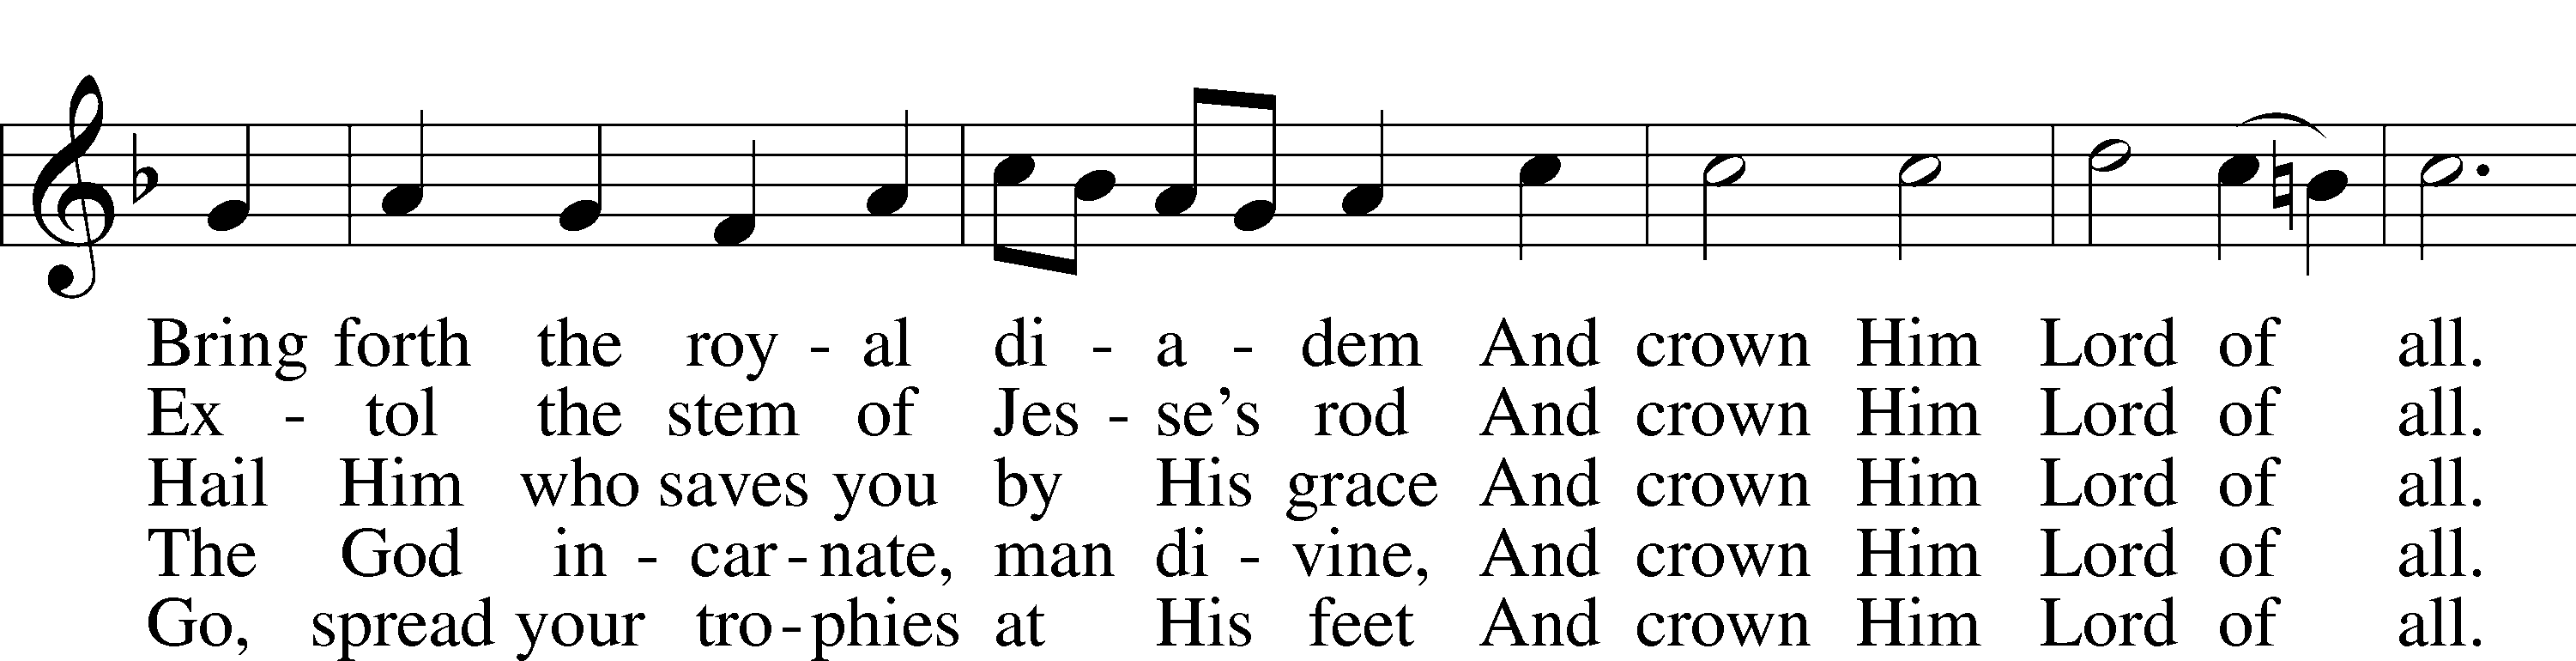 Bring forth the roy - al di - a - dem And crown Him Lord of all.
Ex - tol the stem of Jes - se's rod And crown Him Lord of all.
Hail Him who saves you by His grace And crown Him Lord of all.
The God in - car - nate, man di - vine, And crown Him Lord of all.
Go, spread your tro - phies at His feet And crown Him Lord of all.